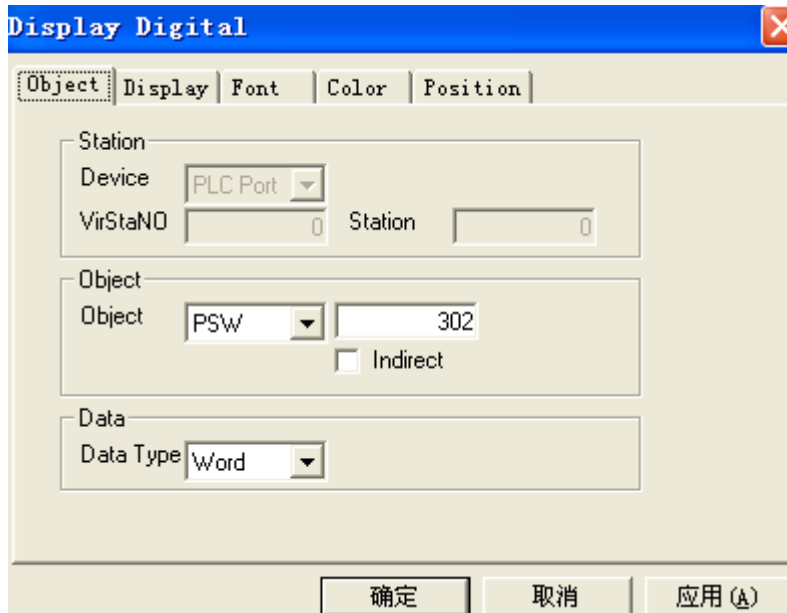 Display Digital
Object Display Font Color Position
Station
Device PLC Port
VirStaNO 0 Station 0
Object
Object PSW 302
Indirect
Data
Data Type Word
确定 取消 应用(A)